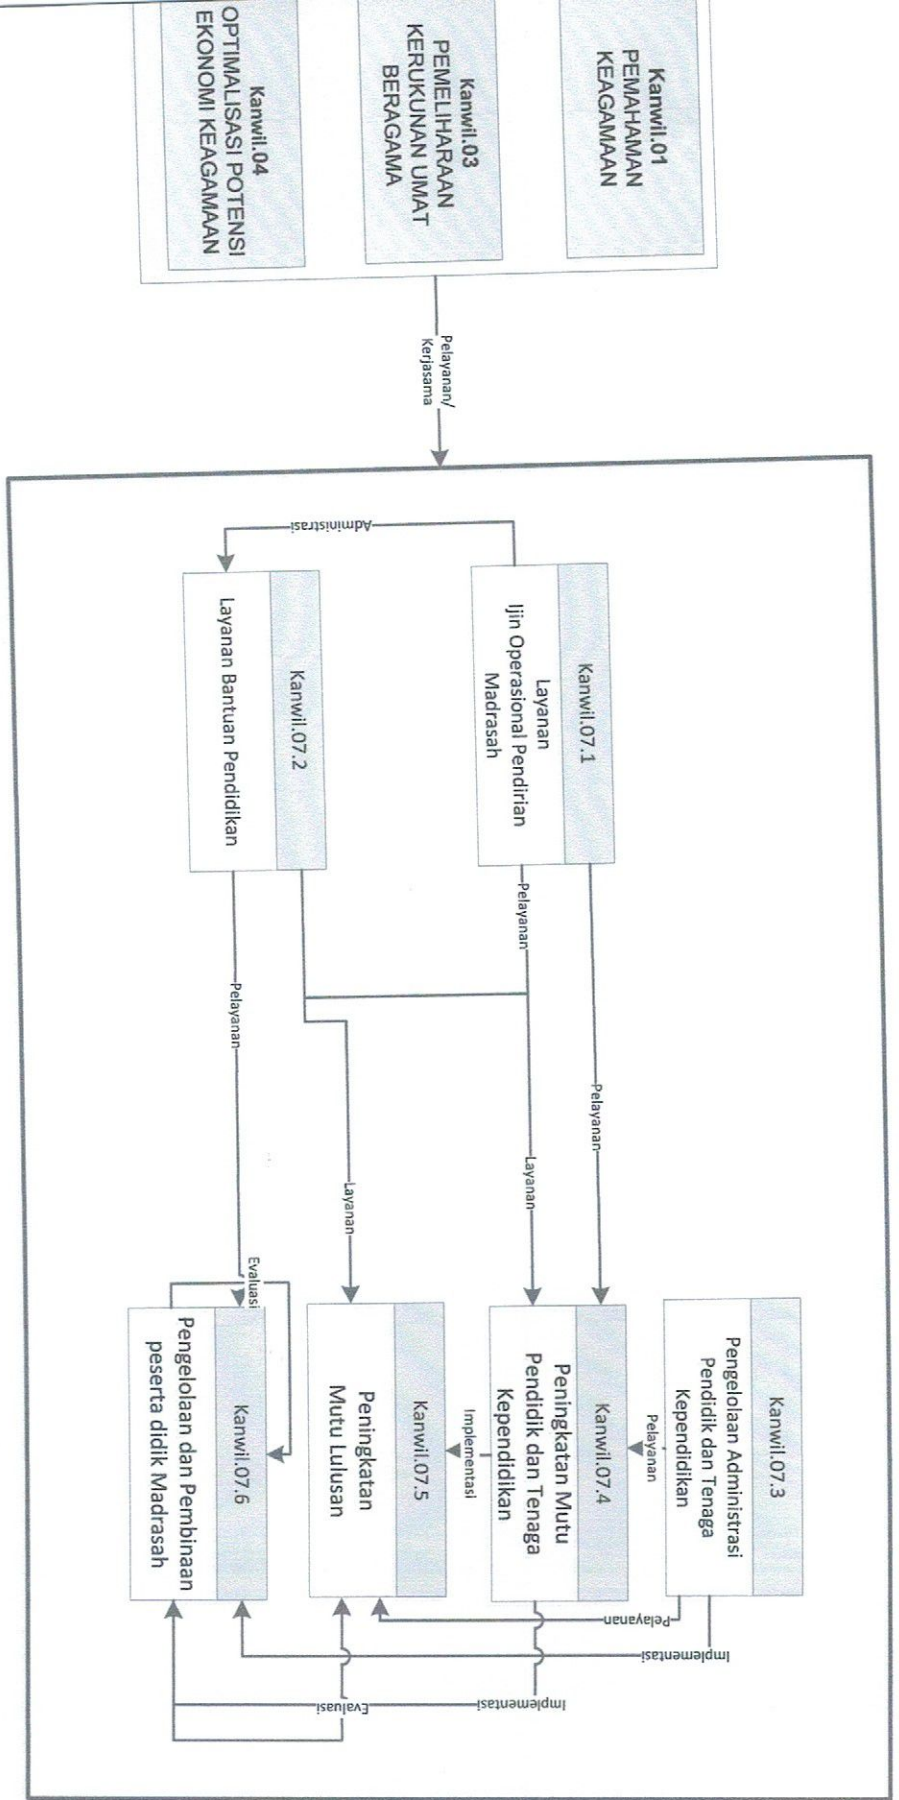 Kanwil.01
PEMAHAMAN
KEAGAMAAN
Kanwil.03
PEMELIHARAAN
KERUKUNAN UMAT
BERAGAMA
Kanwil.04
OPTIMALISASI POTENSI
EKONOMI KEAGAMAAN
Pelayanan/
Kerjasama
Kanwil.07.1
Layanan
Ijin Operasional Pendirian
Madrasah
Administrasi
Kanwil.07.2
Layanan Bantuan Pendidikan
Pelayanan
Pelayanan
Layanan
Layanan
Pelayanan
Kanwil.07.3
Pengelolaan Administrasi
Pendidik dan Tenaga
Kependidikan
Pelayanan
Kanwil.07.4
Peningkatan Mutu
Pendidik dan Tenaga
Kependidikan
Implementasi
Kanwil.07.5
Peningkatan
Mutu Lulusan
Evaluasi
Kanwil.07.6
Pengelolaan dan Pembinaan
peserta didik Madrasah
Pelayanan
Implementasi
Implementasi
Evaluasi